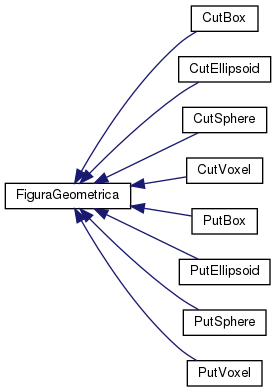 CutBox
CutEllipsoid
CutSphere
CutVoxel
FiguraGeometrica
PutBox
PutEllipsoid
PutSphere
PutVoxel